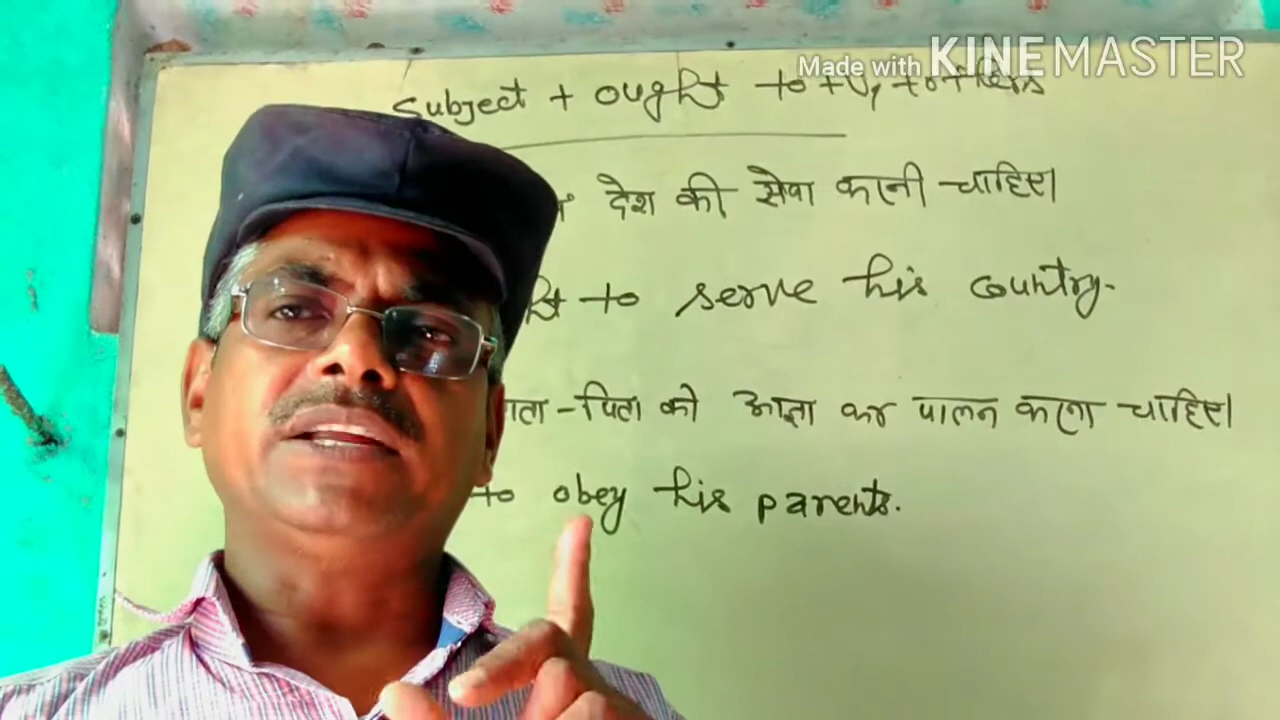 Made with KINEMASTER
Subject + ought to + V1 +
देश की सेवा करनी चाहिए।
to serve his country.
-पिता की आज्ञा का पालन करना चाहिए।
to obey his parents.